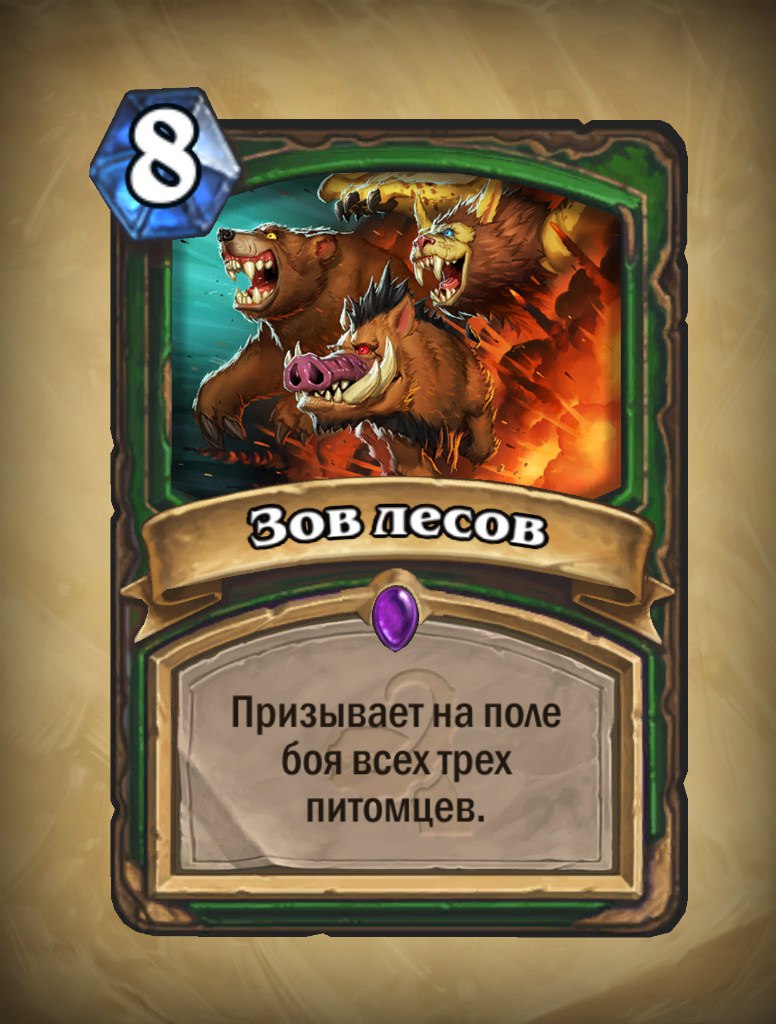 8
Зов лесов
Призывает на поле
боя всех трех
питомцев.